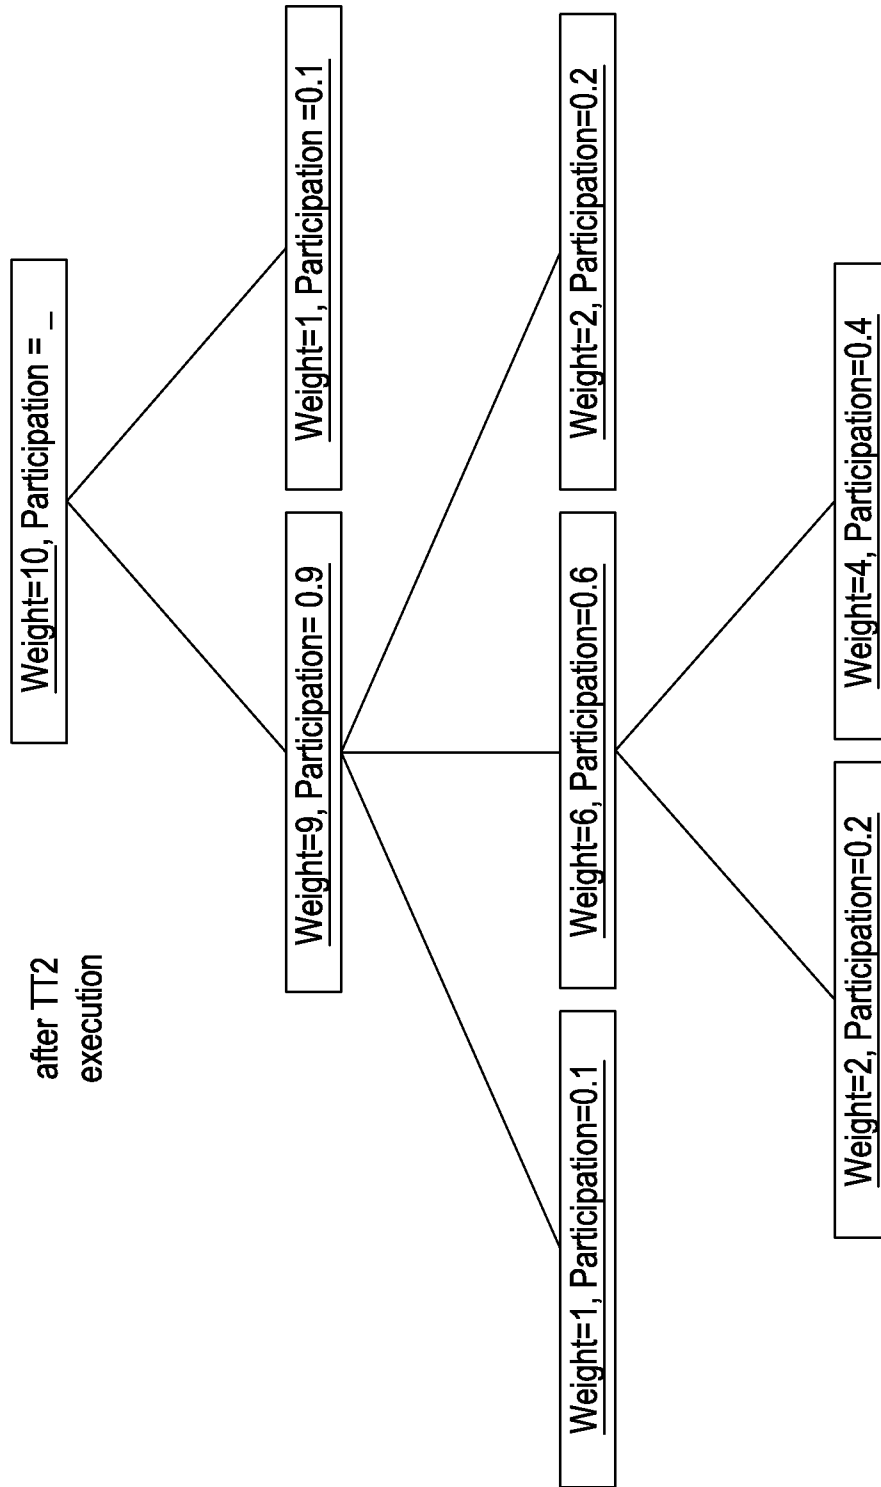 after TT2
execution
Weight=10, Participation = _
Weight=9, Participation= 0.9
Weight=1, Participation =0.1
Weight=1, Participation=0.1
Weight=6, Participation=0.6
Weight=2, Participation=0.2
Weight=2, Participation=0.2
Weight=4, Participation=0.4